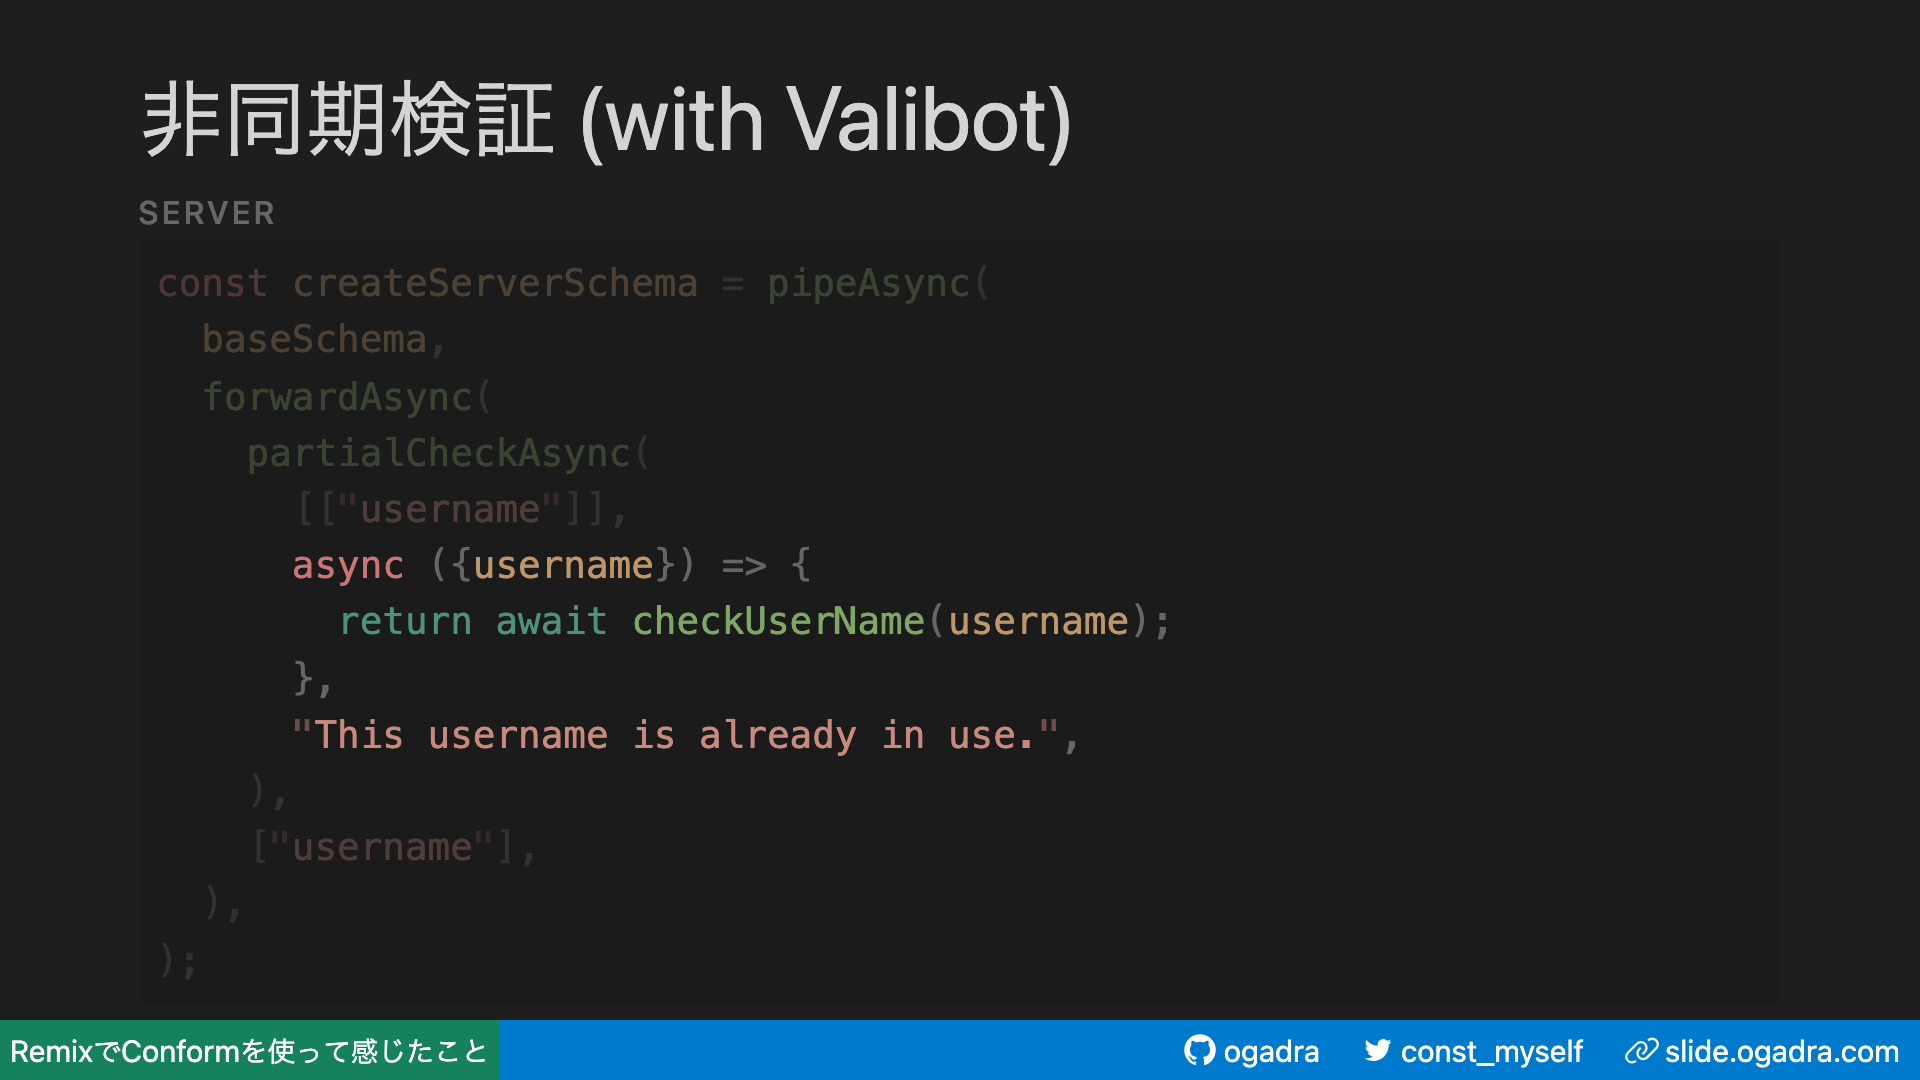 非同期検証 (with Valibot)
SERVER
const createServerSchema = pipeAsync(
  baseSchema,
  forwardAsync(
    partialCheckAsync(
      [["username"]],
      async ({username}) => {
        return await checkUserName(username);
      },
      "This username is already in use.",
    ),
    ["username"],
  ),
);
RemixでConformを使って感じたこと
ogadra
const_myself
slide.ogadra.com